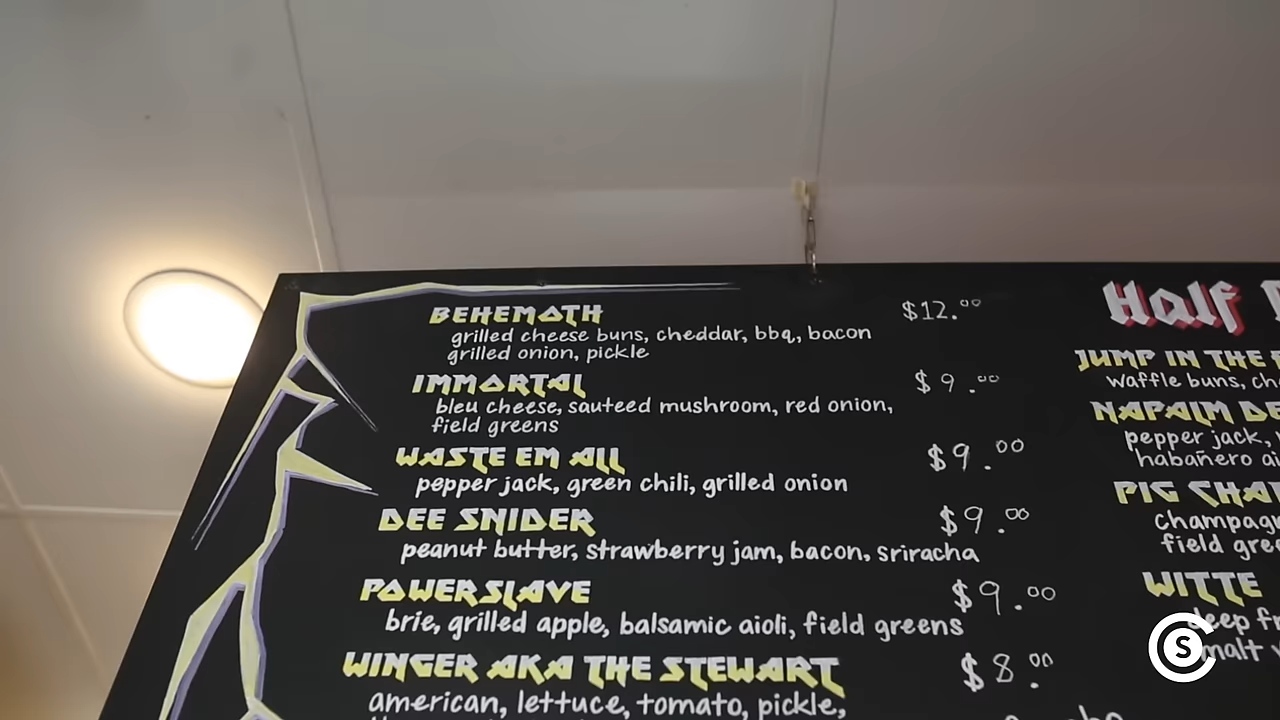 BEHEMOTH $12.00
grilled cheese buns, cheddar, bbq, bacon
grilled onion, pickle
IMMORTAL $9.00
bleu cheese, sauteed mushroom, red onion,
field greens
WASTE EM ALL $9.00
pepper jack, green chili, grilled onion
DEE SNIDER $9.00
peanut butter, strawberry jam, bacon, sriracha
POWERSLAVE $9.00
brie, grilled apple, balsamic aioli, field greens
WINGER AKA THE STEWART $8.00
american, lettuce, tomato, pickle,
Half
JUMP IN THE
waffle buns,
NAPALM
pepper jack,
habañero
PIG
field
WITTE
deep
malt